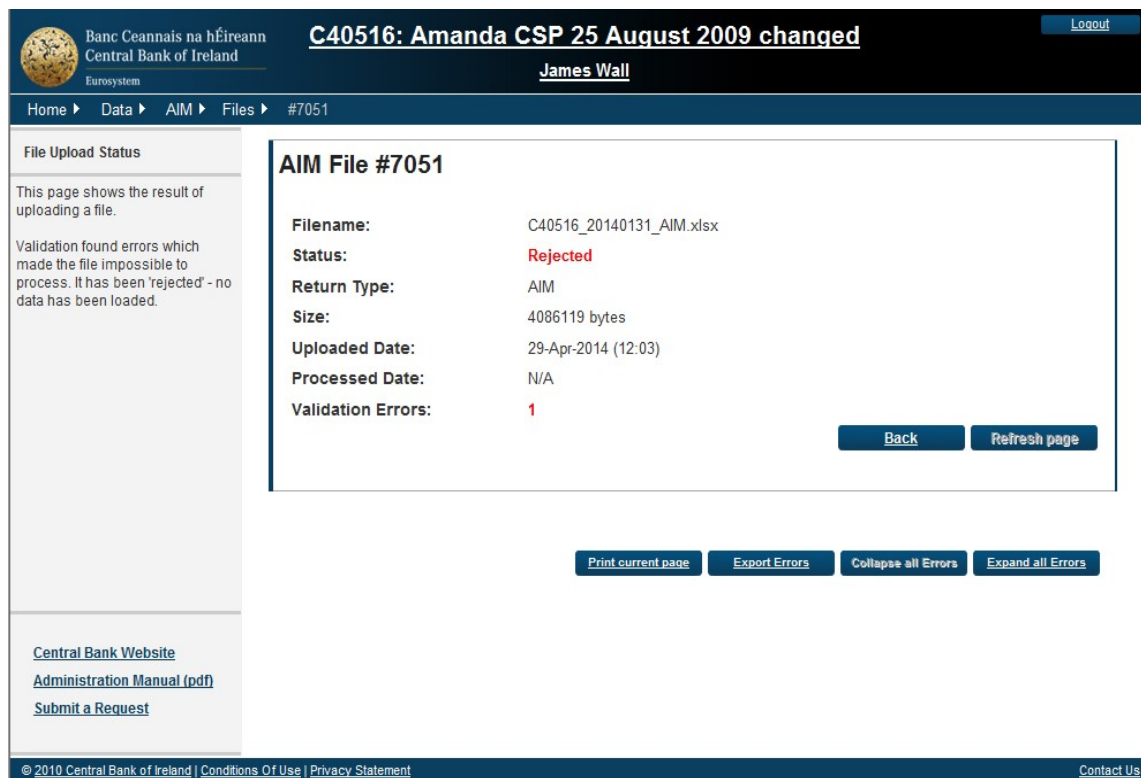 Banc Ceannais na hÉireann
Central Bank of Ireland
Eurosystem
C40516: Amanda CSP 25 August 2009 changed
James Wall
Logout
Home Data AIM Files #7051
File Upload Status
This page shows the result of
uploading a file.
Validation found errors which
made the file impossible to
process. It has been 'rejected' - no
data has been loaded.
AIM File #7051
Filename: C40516_20140131_AIM.xlsx
Status: Rejected
Return Type: AIM
Size: 4086119 bytes
Uploaded Date: 29-Apr-2014 (12:03)
Processed Date: N/A
Validation Errors: 1
Back Refresh page
Print current page Export Errors Collapse all Errors Expand all Errors
Central Bank Website
Administration Manual (pdf)
Submit a Request
© 2010 Central Bank of Ireland | Conditions Of Use | Privacy Statement Contact Us